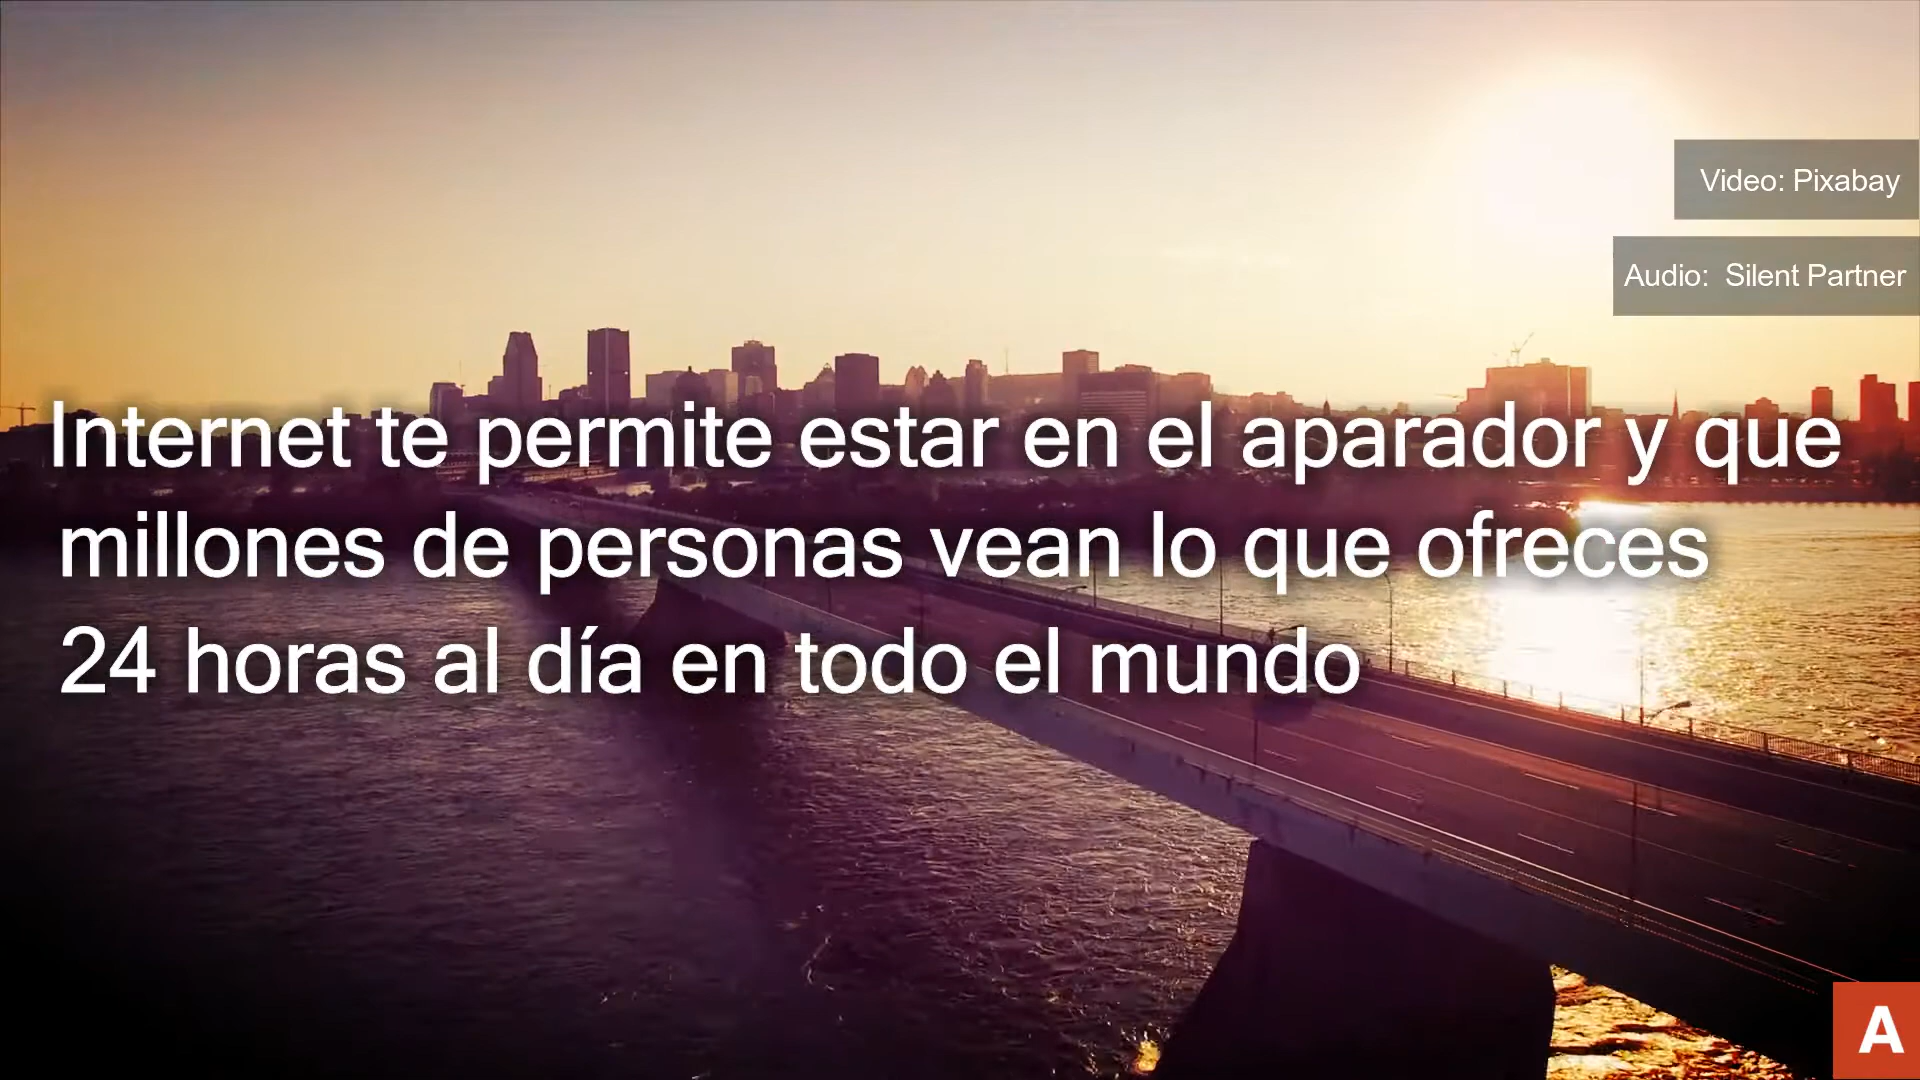 Video: Pixabay
Audio: Silent Partner
Internet te permite estar en el aparador y que
millones de personas vean lo que ofreces
24 horas al día en todo el mundo
A